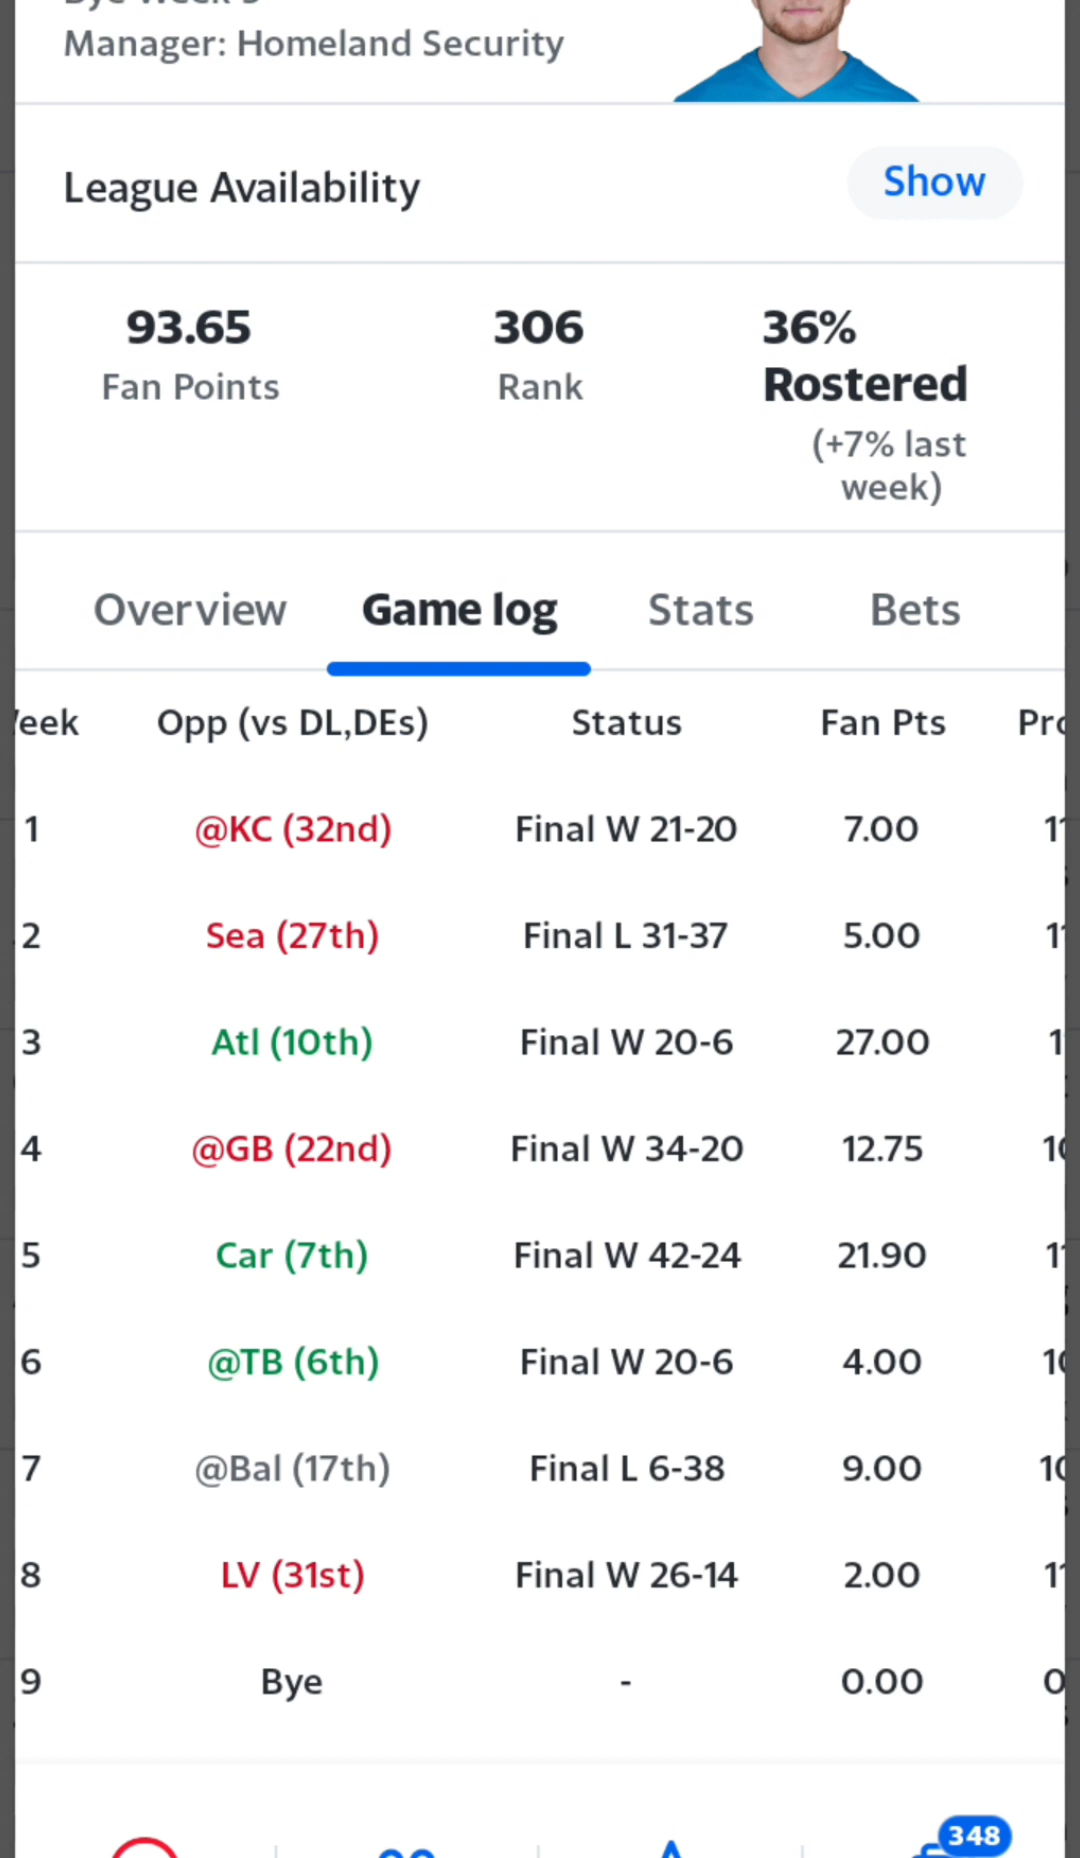 Manager: Homeland Security
League Availability
Show
93.65
Fan Points
306
Rank
36%
Rostered
(+7% last
week)
Overview Game log Stats Bets
Opp (vs DL,DEs) Status Fan Pts
1 @KC (32nd) Final W 21-20 7.00
2 Sea (27th) Final L 31-37 5.00
3 Atl (10th) Final W 20-6 27.00
4 @GB (22nd) Final W 34-20 12.75
5 Car (7th) Final W 42-24 21.90
6 @TB (6th) Final W 20-6 4.00
7 @Bal (17th) Final L 6-38 9.00
8 LV (31st) Final W 26-14 2.00
9 Bye - 0.00
348